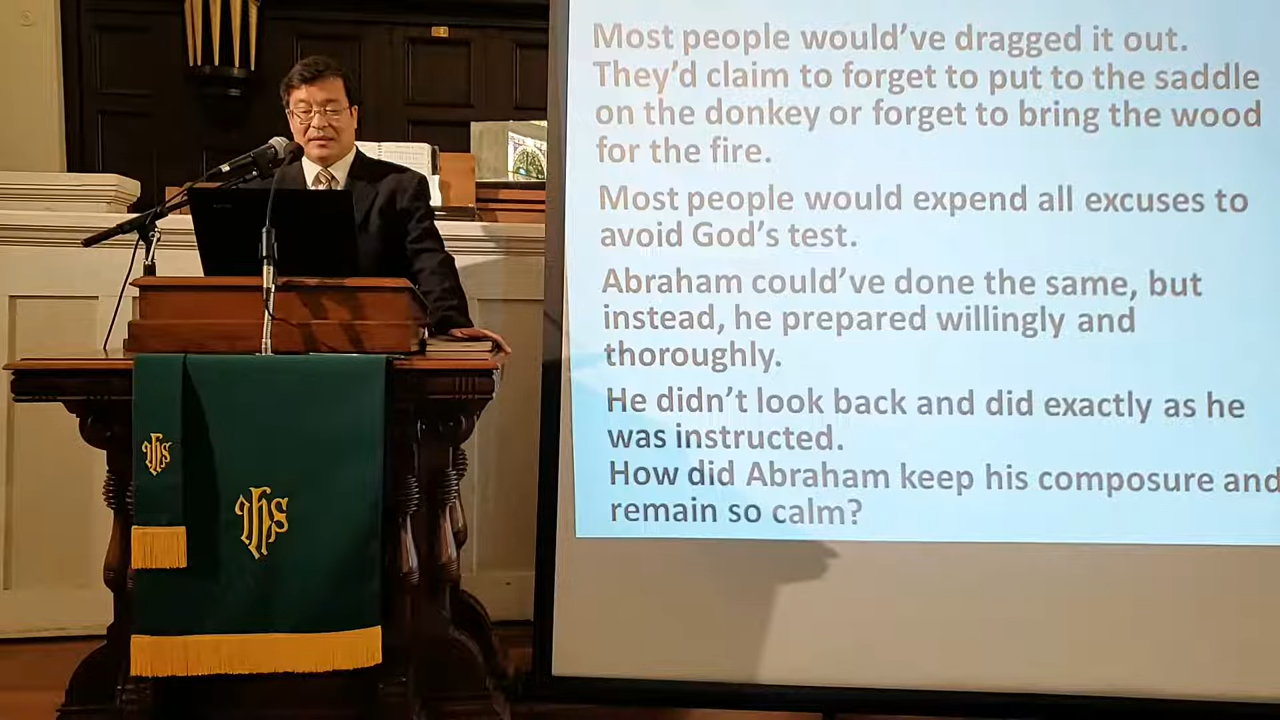 Most people would've dragged it out.
They'd claim to forget to put to the saddle
on the donkey or forget to bring the wood
for the fire.
Most people would expend all excuses to
avoid God's test.
Abraham could've done the same, but
instead, he prepared willingly and
thoroughly.
He didn't look back and did exactly as he
was instructed.
How did Abraham keep his composure and
remain so calm?
ihs
ihs